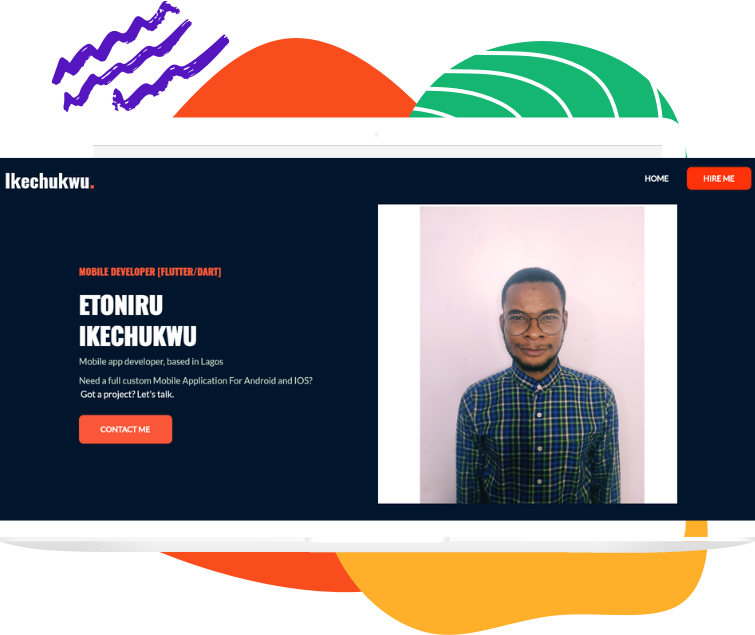 Ikechukwu.
HOME
HIRE ME
MOBILE DEVELOPER [FLUTTER/DART]
ETONIRU
IKECHUKWU
Mobile app developer, based in Lagos
Need a full custom Mobile Application For Android and IOS?
Got a project? Let's talk.
CONTACT ME